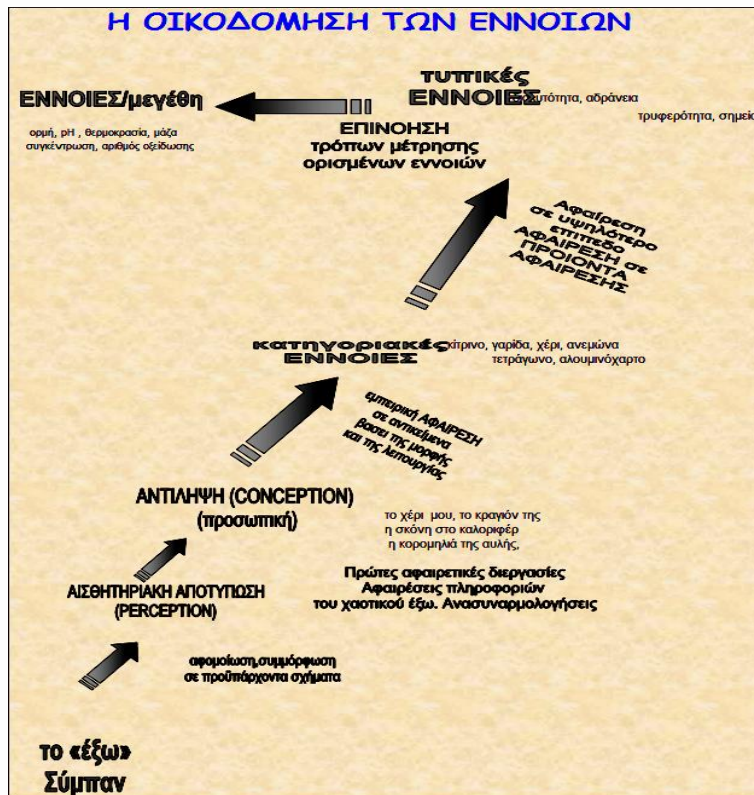 Η ΟΙΚΟΔΟΜΗΣΗ ΤΩΝ ΕΝΝΟΙΩΝ
τυπικές
ΕΝΝΟΙΕΣ
αδράνεια
τρυφερότητα, σημείο
ΕΝΝΟΙΕΣ/μεγέθη
ορμή, pH , θερμοκρασία, μάζα
συγκέντρωση, αριθμός οξείδωσης
ΕΠΙΝΟΗΣΗ
τρόπων μέτρησης
ορισμένων εννοιών
Αφαίρεση
σε υψηλότερο
επιπεδο
ΑΦΑΙΡΕΣΗ σε
ΠΡΟΙΟΝΤΑ
ΑΦΑΙΡΕΣΗΣ
κατηγοριακές
ΕΝΝΟΙΕΣ
κίτρινο, γαρίδα, χέρι, ανεμώνα
τετράγωνο, αλουμινόχαρτο
εμπειρική ΑΦΑΙΡΕΣΗ
σε αντικείμενα
βασει της μορφής
και της λειτουργίας
ΑΝΤΙΛΗΨΗ (CONCEPTION)
(προσωπική)
το χέρι μου, το κραγιόν της
η σκόνη στο καλοριφέρ
η κορομηλιά της αυλής,
ΑΙΣΘΗΤΗΡΙΑΚΗ ΑΠΟΤΥΠΩΣΗ
(PERCEPTION)
Πρώτες αφαιρετικές διεργασίες
Αφαιρέσεις πληροφοριών
του χαοτικού έξω. Ανασυναρμολογήσεις
αφομοίωση,συμμόρφωση
σε προϋπάρχοντα σχήματα
το «έξω»
Σύμπαν